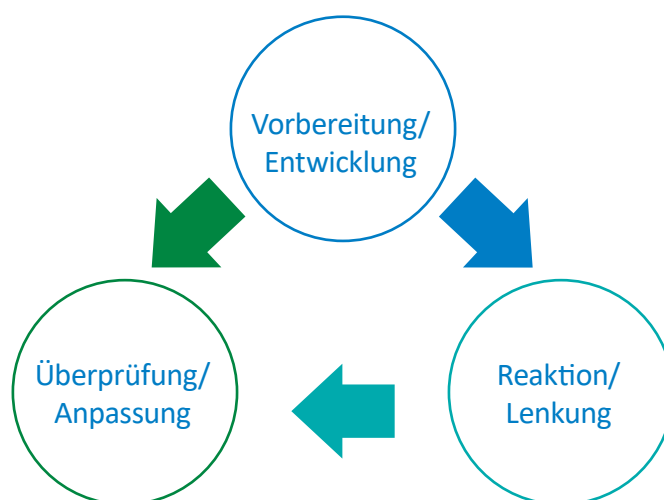 Vorbereitung/
Entwicklung
Überprüfung/
Anpassung
Reaktion/
Lenkung